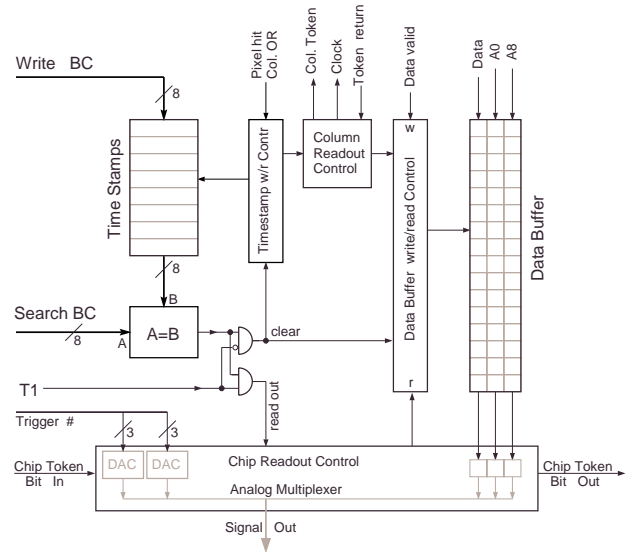 Write BC
8
Time Stamps
8
B
Search BC
8
A
A=B
T1
Trigger #
3
3
Pixel hit
Col. OR
Timestamp w/r Contr
Col. Token
Clock
Token return
Column
Readout
Control
Data valid
w
Data Buffer write/read Control
r
Data
A0
A8
Data Buffer
clear
read out
DAC
DAC
Chip Readout Control
Analog Multiplexer
Chip Token
Bit In
Chip Token
Bit Out
Signal Out